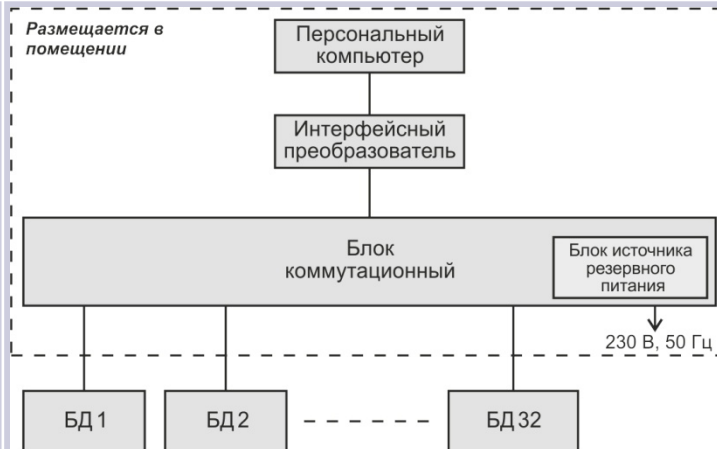 Размещается в
помещении
Персональный
компьютер
Интерфейсный
преобразователь
Блок
коммутационный
Блок источника
резервного
питания
230 В, 50 Гц
БД 1
БД 2
БД 32